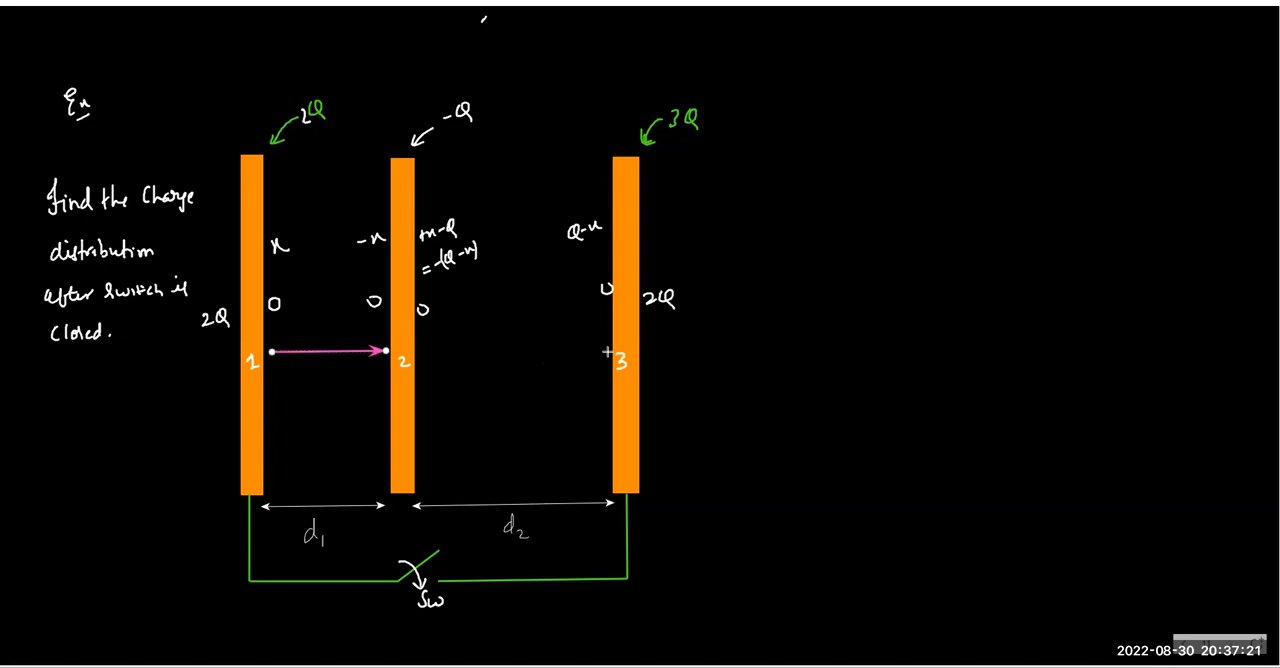 Ex
2Q
-Q
3Q
Find the Charge
distribution
after Switch is
Closed.
x
-x
+x-Q
= -(Q-x)
Q-x
2Q
0
0
0
0
2Q
1
2
3
d1
d2
Sw
2022-08-30 20:37:21